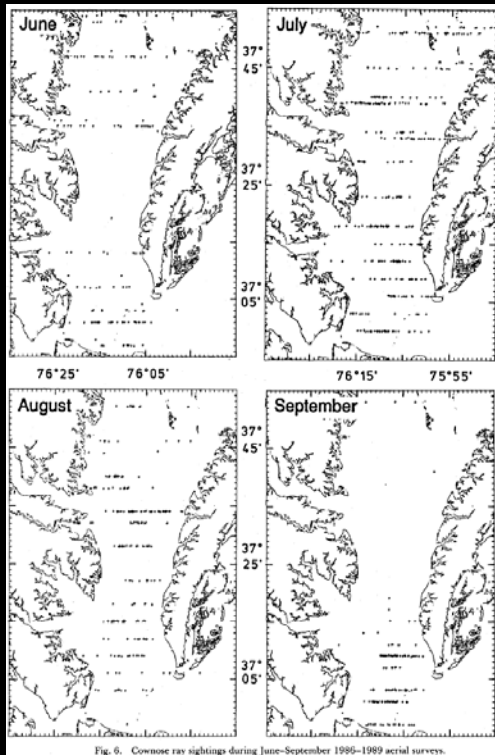 June
37°
45'
37°
25'
37°
05'
July
76°25' 76°05' 76°15' 75°55'
August
37°
45'
37°
25'
37°
05'
September
Fig. 6. Cownose ray sightings during June–September 1986–1989 aerial surveys.